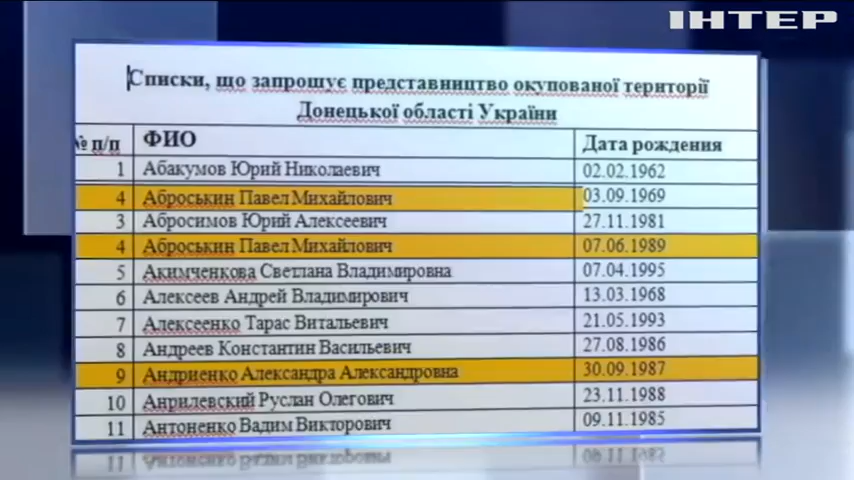 ІНТЕР
Списки, що запрошує представництво окупованої території
Донецької області України
№ п/п ФИО Дата рождения
1 Абакумов Юрий Николаевич 02.02.1962
4 Аброськин Павел Михайлович 03.09.1969
3 Абросимов Юрий Алексеевич 27.11.1981
4 Аброськин Павел Михайлович 07.06.1989
5 Акимченкова Светлана Владимировна 07.04.1995
6 Алексеев Андрей Владимирович 13.03.1968
7 Алексеенко Тарас Витальевич 21.05.1993
8 Андреев Константин Васильевич 27.08.1986
9 Андриенко Александра Александровна 30.09.1987
10 Анрилевский Руслан Олегович 23.11.1988
11 Антоненко Вадим Викторович 09.11.1985